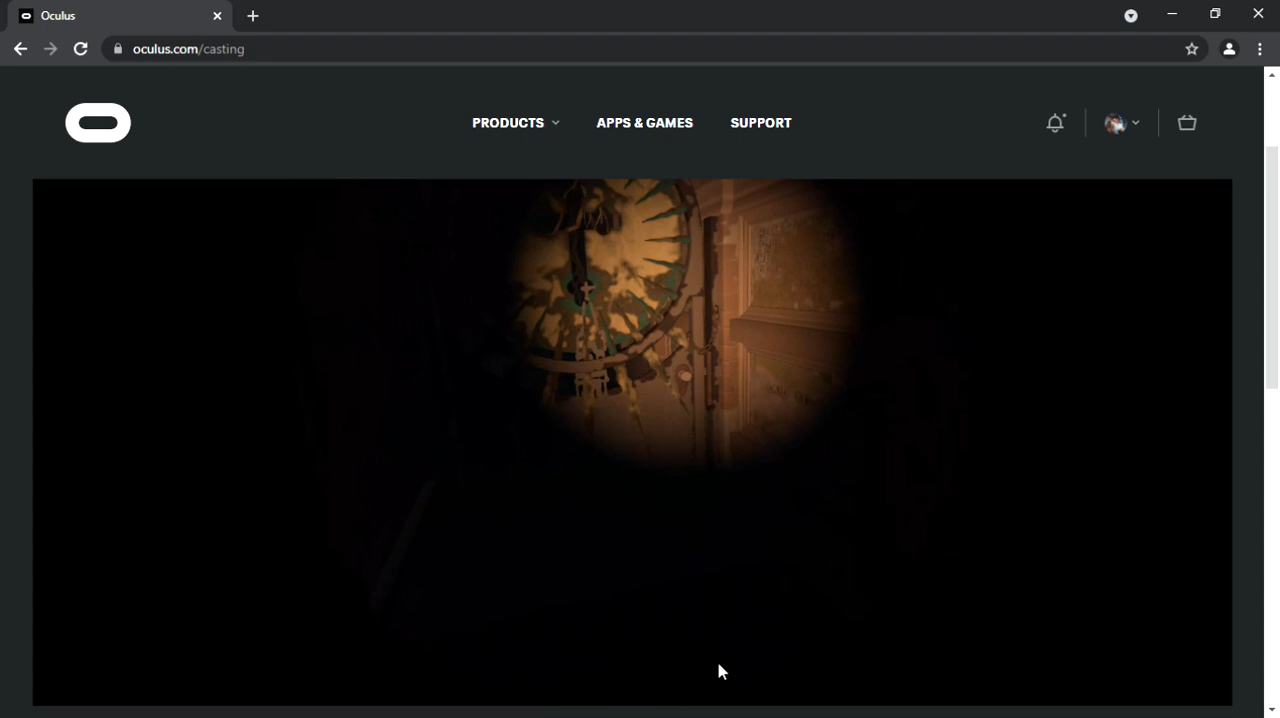 Oculus
oculus.com/casting
PRODUCTS
APPS & GAMES
SUPPORT